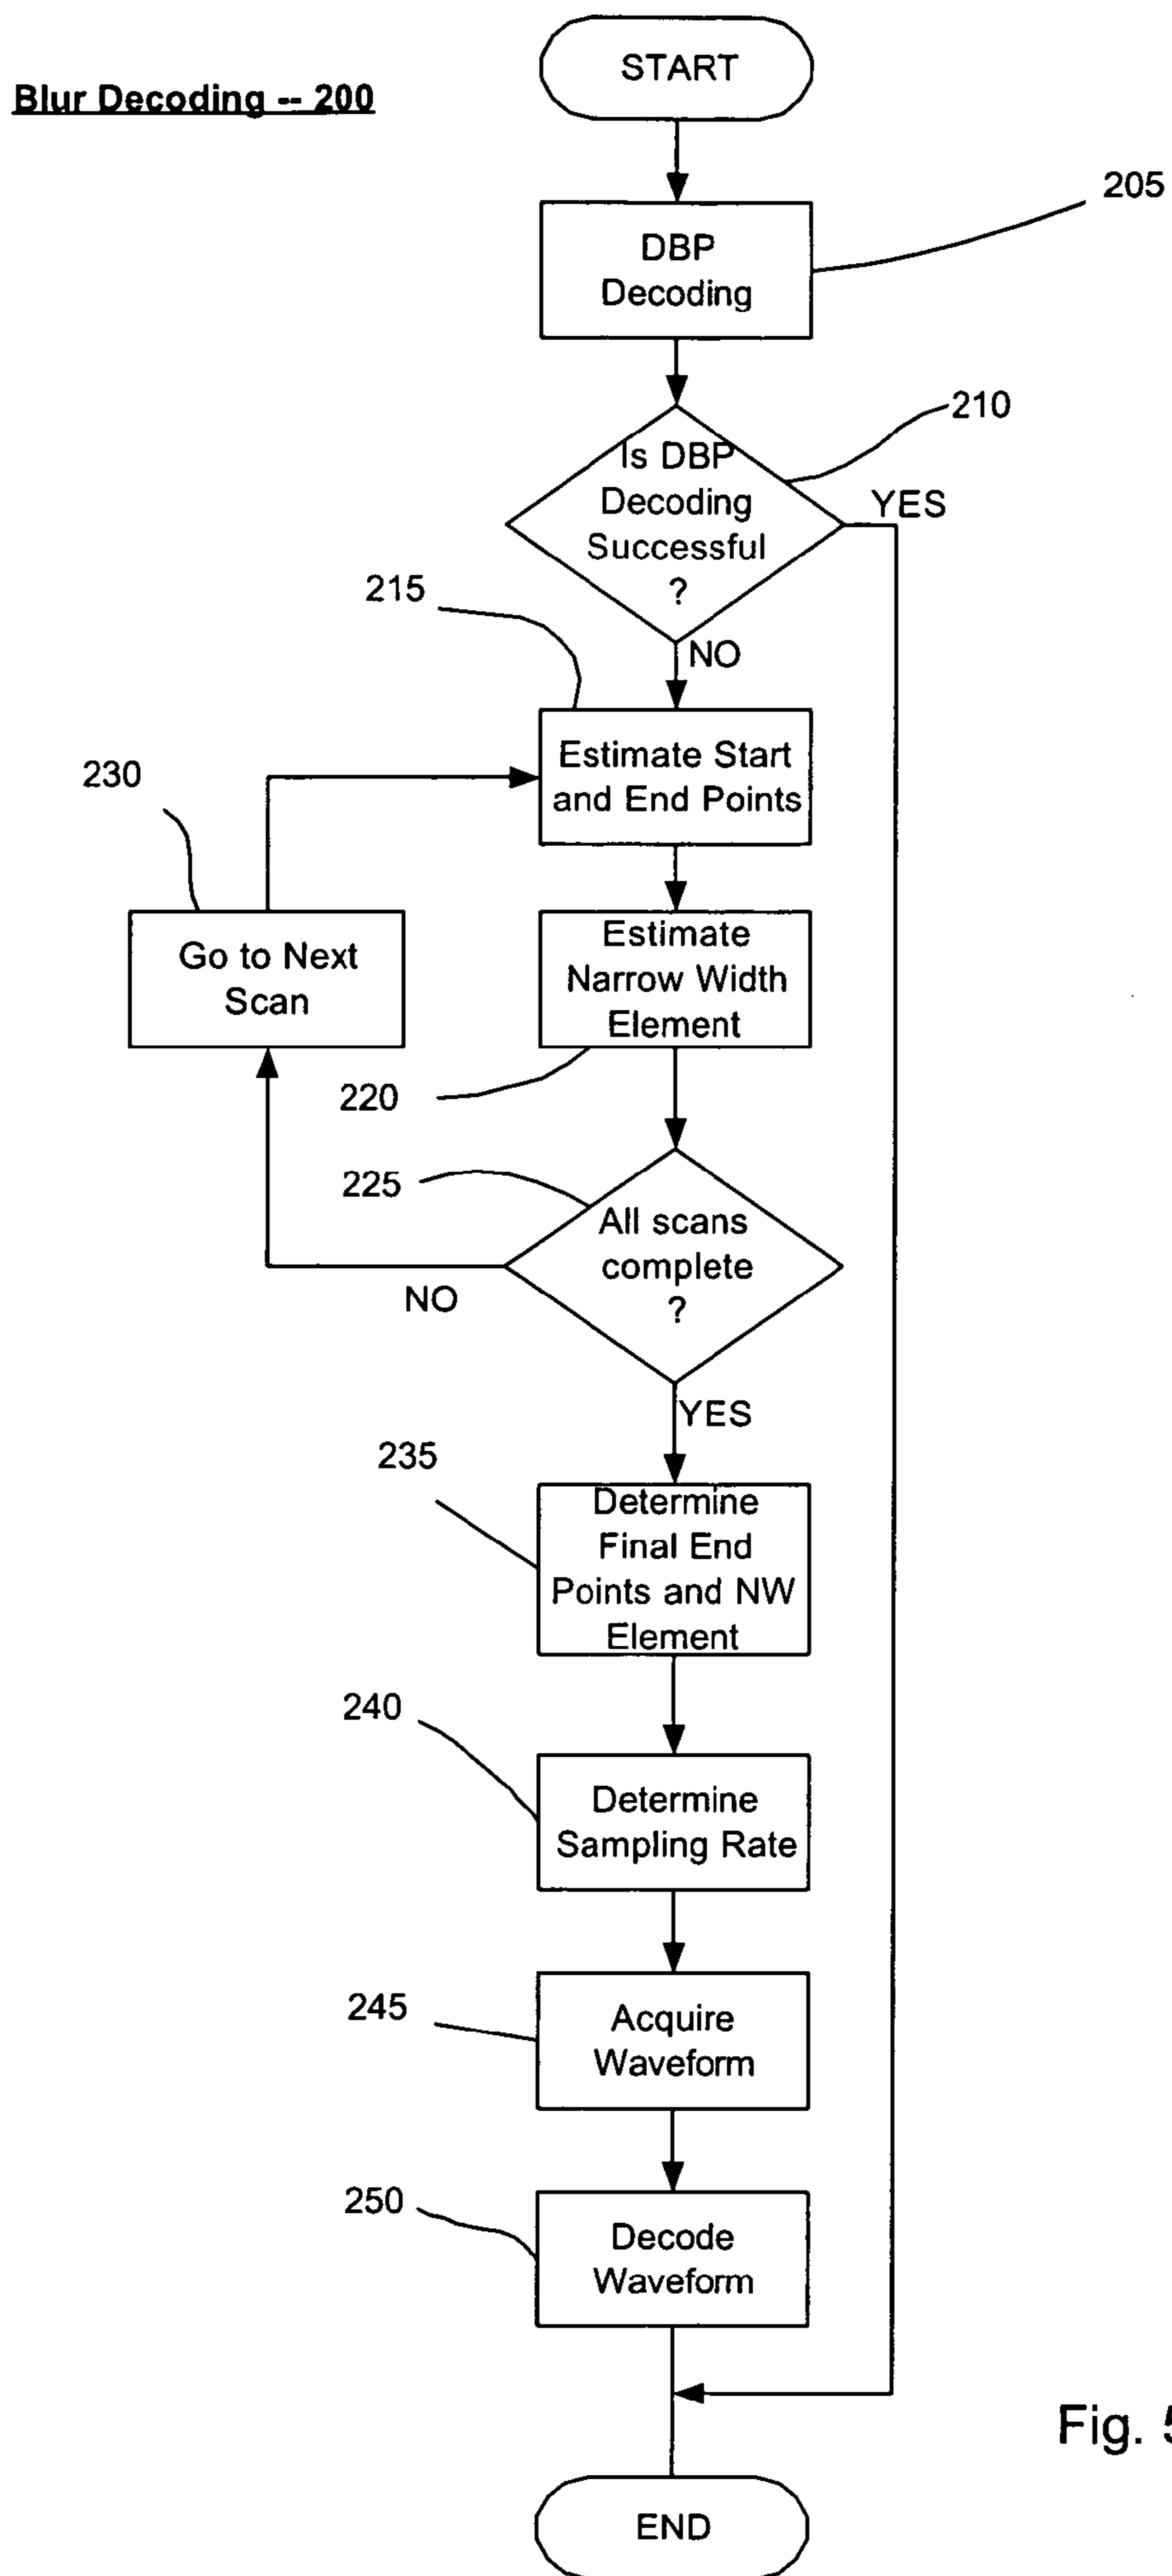 Blur Decoding -- 200
START
205
DBP
Decoding
210
Is DBP
Decoding
Successful
?
YES
NO
215
Estimate Start
and End Points
230
Go to Next
Scan
Estimate
Narrow Width
Element
220
225
All scans
complete
?
NO
YES
235
Determine
Final End
Points and NW
Element
240
Determine
Sampling Rate
245
Acquire
Waveform
250
Decode
Waveform
Fig. 5
END